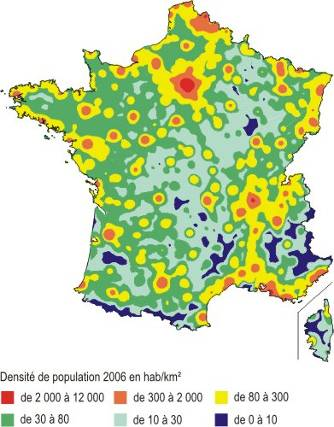 Densité de population 2006 en hab/km²
de 2 000 à 12 000 de 300 à 2 000 de 80 à 300
de 30 à 80 de 10 à 30 de 0 à 10